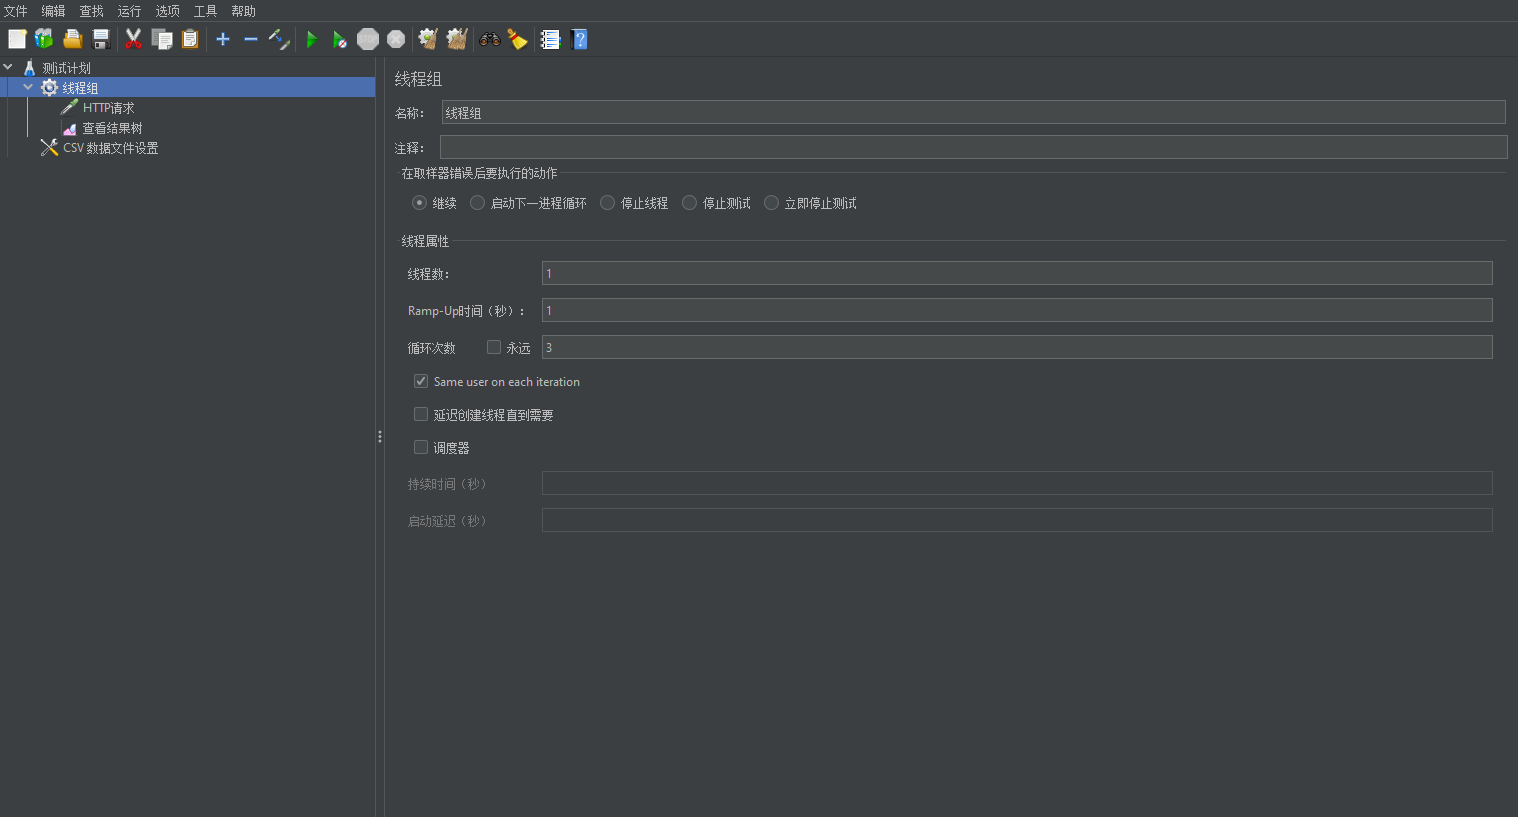 文件 编辑 查找 运行 选项 工具 帮助
测试计划
线程组
HTTP请求
查看结果树
CSV 数据文件设置
线程组
名称： 线程组
注释：
在取样器错误后要执行的动作
继续 启动下一进程循环 停止线程 停止测试 立即停止测试
线程属性
线程数： 1
Ramp-Up时间（秒）： 1
循环次数 永远 3
Same user on each iteration
延迟创建线程直到需要
调度器
持续时间（秒）
启动延迟（秒）